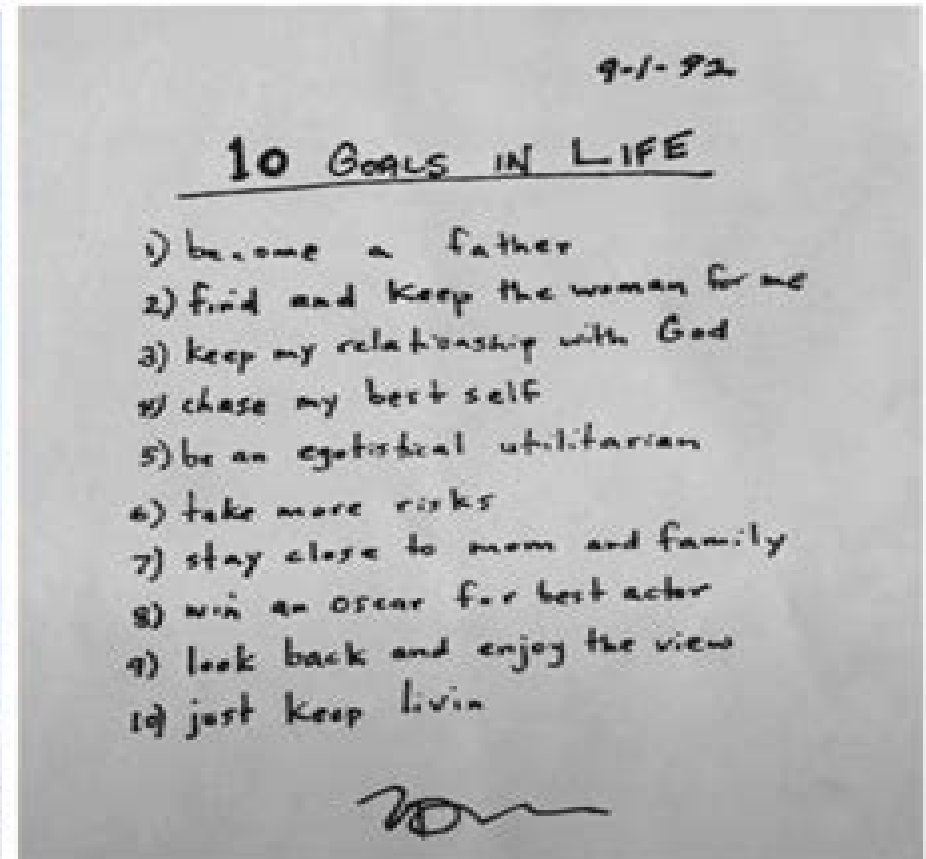 9-1-92
10 GOALS IN LIFE
1) become a father
2) find and keep the woman for me
3) keep my relationship with God
4) chase my best self
5) be an egotistical utilitarian
6) take more risks
7) stay close to mom and family
8) win an oscar for best actor
9) look back and enjoy the view
10) just keep livin